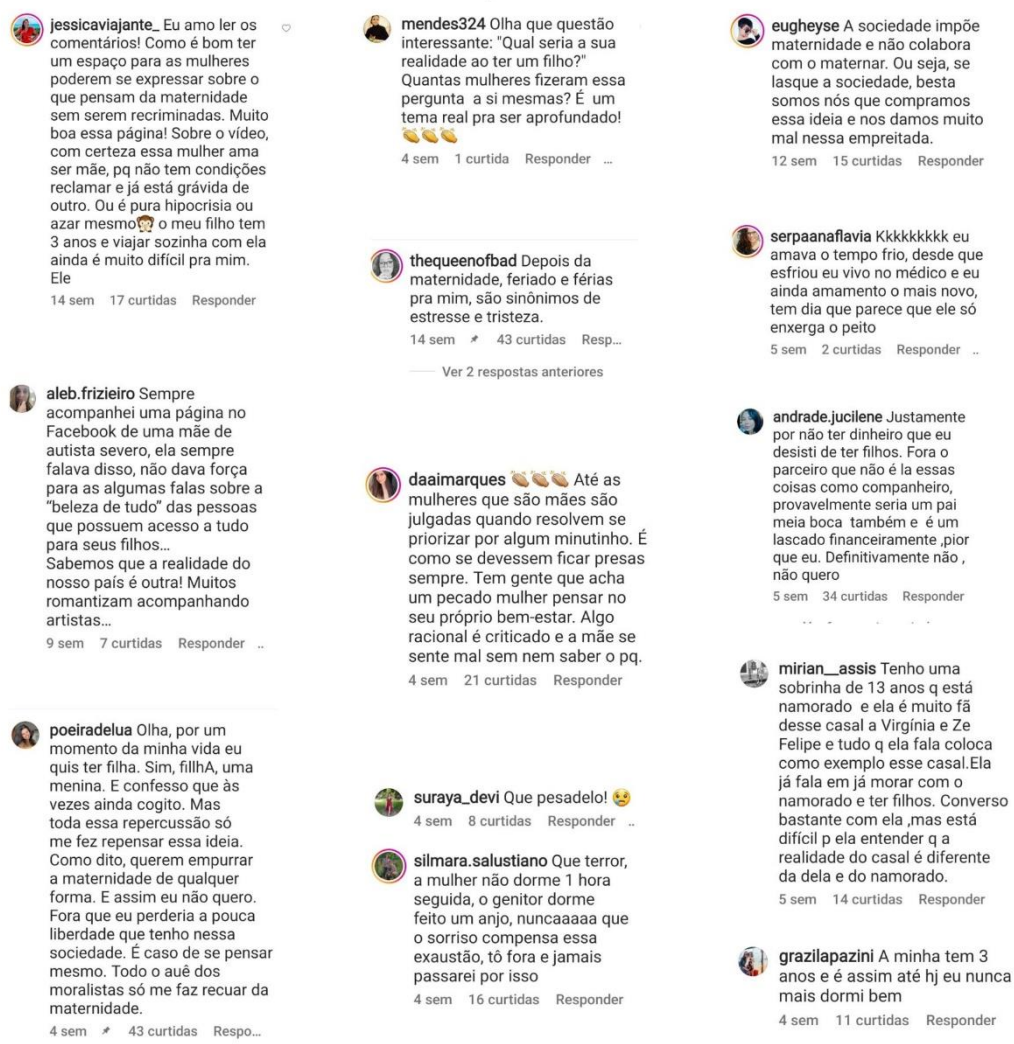 jessicaviajante_ Eu amo ler os
comentários! Como é bom ter
um espaço para as mulheres
poderem se expressar sobre o
que pensam da maternidade
sem serem recriminadas. Muito
boa essa página! Sobre o vídeo,
com certeza essa mulher ama
ser mãe, pq não tem condições
reclamar e já está grávida de
outro. Ou é pura hipocrisia ou
azar mesmo🙊 o meu filho tem
3 anos e viajar sozinha com ela
ainda é muito difícil pra mim.
Ele
14 sem 17 curtidas Responder
aleb.frizieiro Sempre
acompanhei uma página no
Facebook de uma mãe de
autista severo, ela sempre
falava disso, não dava força
para as algumas falas sobre a
“beleza de tudo” das pessoas
que possuem acesso a tudo
para seus filhos...
Sabemos que a realidade do
nosso país é outra! Muitos
romantizam acompanhando
artistas...
9 sem 7 curtidas Responder ..
poeiradelua Olha, por um
momento da minha vida eu
quis ter filha. Sim, fillhA, uma
menina. E confesso que às
vezes ainda cogito. Mas
toda essa repercussão só
me fez repensar essa ideia.
Como dito, querem empurrar
a maternidade de qualquer
forma. E assim eu não quero.
Fora que eu perderia a pouca
liberdade que tenho nessa
sociedade. É caso de se pensar
mesmo. Todo o auê dos
moralistas só me faz recuar da
maternidade.
4 sem 43 curtidas Respo...
mendes324 Olha que questão
interessante: "Qual seria a sua
realidade ao ter um filho?"
Quantas mulheres fizeram essa
pergunta a si mesmas? É um
tema real pra ser aprofundado!
👏👏👏
4 sem 1 curtida Responder ...
thequeenofbad Depois da
maternidade, feriado e férias
pra mim, são sinônimos de
estresse e tristeza.
14 sem 43 curtidas Resp...
Ver 2 respostas anteriores
daaimarques 👏👏👏 Até as
mulheres que são mães são
julgadas quando resolvem se
priorizar por algum minutinho. É
como se devessem ficar presas
sempre. Tem gente que acha
um pecado mulher pensar no
seu próprio bem-estar. Algo
racional é criticado e a mãe se
sente mal sem nem saber o pq.
4 sem 21 curtidas Responder
suraya_devi Que pesadelo! 😢
4 sem 8 curtidas Responder ..
silmara.salustiano Que terror,
a mulher não dorme 1 hora
seguida, o genitor dorme
feito um anjo, nuncaaaaa que
o sorriso compensa essa
exaustão, tô fora e jamais
passarei por isso
4 sem 16 curtidas Responder
eugheyse A sociedade impõe
maternidade e não colabora
com o maternar. Ou seja, se
lasque a sociedade, besta
somos nós que compramos
essa ideia e nos damos muito
mal nessa empreitada.
12 sem 15 curtidas Responder
serpaanaflavia Kkkkkkkkk eu
amava o tempo frio, desde que
esfriou eu vivo no médico e eu
ainda amamento o mais novo,
tem dia que parece que ele só
enxerga o peito
5 sem 2 curtidas Responder ..
andrade.jucilene Justamente
por não ter dinheiro que eu
desisti de ter filhos. Fora o
parceiro que não é la essas
coisas como companheiro,
provavelmente seria um pai
meia boca também e é um
lascado financeiramente ,pior
que eu. Definitivamente não ,
não quero
5 sem 34 curtidas Responder
mirian__assis Tenho uma
sobrinha de 13 anos q está
namorado e ela é muito fã
desse casal a Virgínia e Ze
Felipe e tudo q ela fala coloca
como exemplo esse casal.Ela
já fala em já morar com o
namorado e ter filhos. Converso
bastante com ela ,mas está
difícil p ela entender q a
realidade do casal é diferente
da dela e do namorado.
5 sem 14 curtidas Responder
grazilapazini A minha tem 3
anos e é assim até hj eu nunca
mais dormi bem
4 sem 11 curtidas Responder